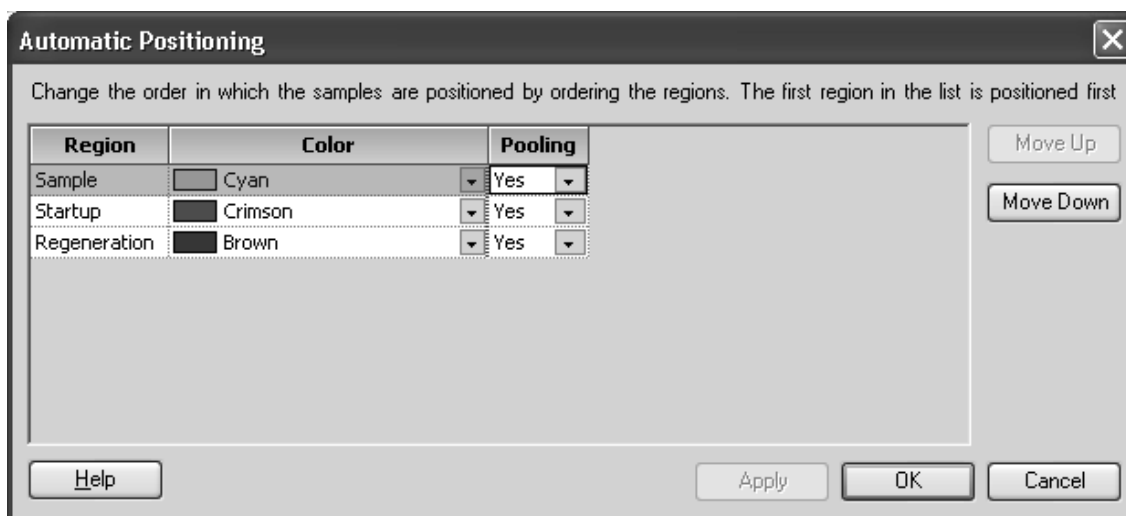 Automatic Positioning
Change the order in which the samples are positioned by ordering the regions. The first region in the list is positioned first
Region Color Pooling
Sample Cyan Yes
Startup Crimson Yes
Regeneration Brown Yes
Move Up
Move Down
Help Apply OK Cancel